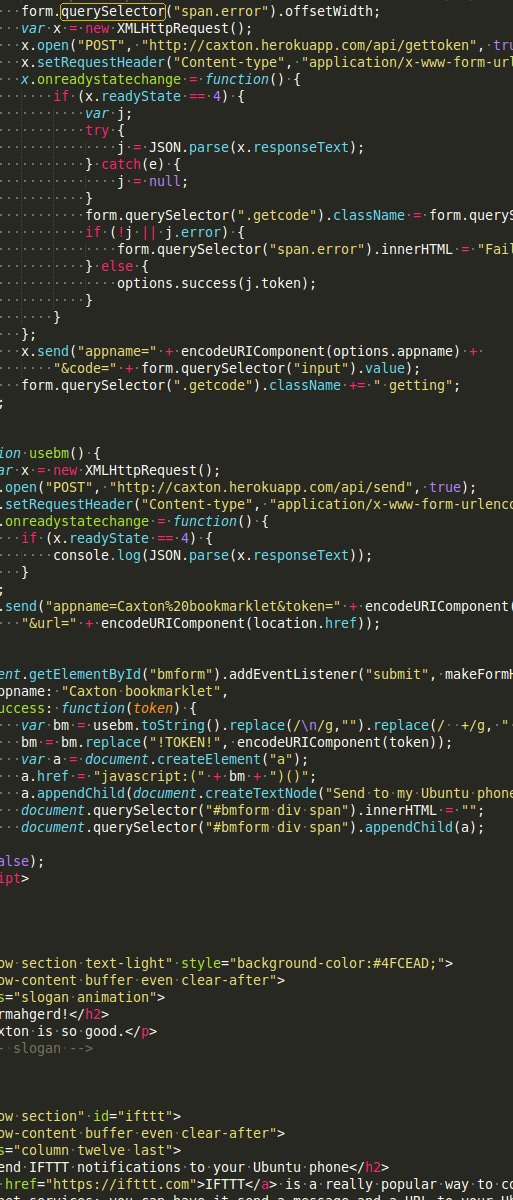 form.querySelector("span.error").offsetWidth;
var x = new XMLHttpRequest();
x.open("POST", "http://caxton.herokuapp.com/api/gettoken", tru
x.setRequestHeader("Content-type", "application/x-www-form-url
x.onreadystatechange = function() {
if (x.readyState == 4) {
var j;
try {
j = JSON.parse(x.responseText);
} catch(e) {
j = null;
}
form.querySelector(".getcode").className = form.queryS
if (!j || j.error) {
form.querySelector("span.error").innerHTML = "Fail
} else {
options.success(j.token);
}
}
};
x.send("appname=" + encodeURIComponent(options.appname) +
"&code=" + form.querySelector("input").value);
form.querySelector(".getcode").className += " getting";
;
ion usebm() {
ar x = new XMLHttpRequest();
.open("POST", "http://caxton.herokuapp.com/api/send", true);
.setRequestHeader("Content-type", "application/x-www-form-urlenco
.onreadystatechange = function() {
if (x.readyState == 4) {
console.log(JSON.parse(x.responseText));
}
;
.send("appname=Caxton%20bookmarklet&token=" + encodeURIComponent(
"&url=" + encodeURIComponent(location.href));
ent.getElementById("bmform").addEventListener("submit", makeFormH
ppname: "Caxton bookmarklet",
uccess: function(token) {
var bm = usebm.toString().replace(/\n/g,"").replace(/ +/g, "
bm = bm.replace("!TOKEN!", encodeURIComponent(token));
var a = document.createElement("a");
a.href = "javascript:(" + bm + ")()";
a.appendChild(document.createTextNode("Send to my Ubuntu phone
document.querySelector("#bmform div span").innerHTML = "";
document.querySelector("#bmform div span").appendChild(a);
alse);
ipt>
ow section text-light" style="background-color:#4FCEAD;">
ow-content buffer even clear-after">
s="slogan animation">
rmahgerd!</h2>
xton is so good.</p>
- slogan -->
ow section" id="ifttt">
ow-content buffer even clear-after">
s="column twelve last">
end IFTTT notifications to your Ubuntu phone</h2>
href="https://ifttt.com">IFTTT</a> is a really popular way to co